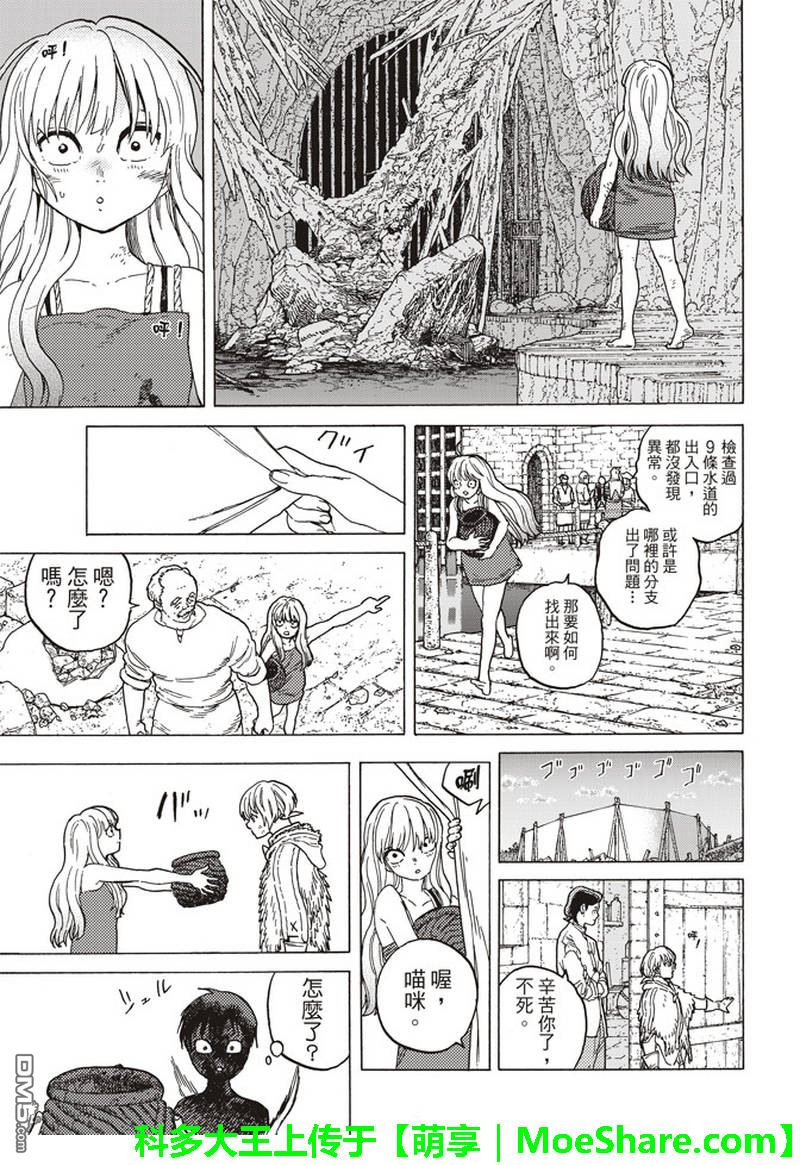 呼！
呼！
檢查過
9條水道的
出入口，
都沒發現
異常。
或許是
哪裡的分支
出了問題…
那要如何
找出來啊。
グイ
嗯？
怎麼了
嗎？
ゴゴゴゴゴ
呼！
辛苦你了，
不死。
唰
喔，
喵咪。
バッ
怎麼了？
ジュル
DM5.com
科多大王上传于【萌享 | MoeShare.com】